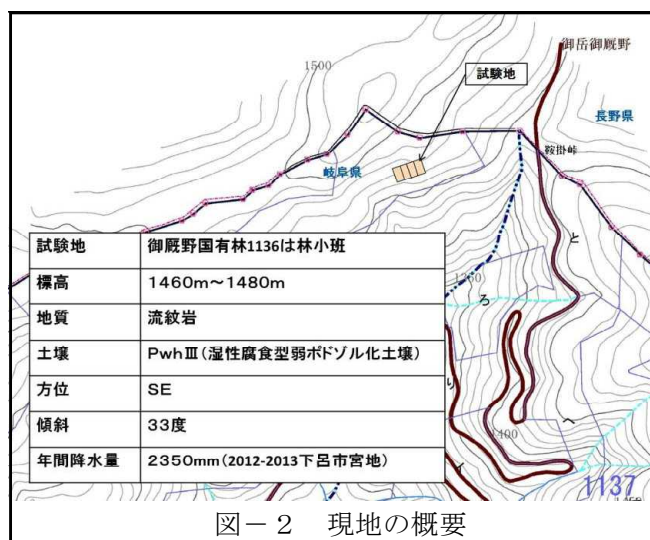 御岳御厩野
1500
試験地
長野県
鞍掛峠
岐阜県
と
試験地 御厩野国有林1136は林小班
標高 1460m～1480m
地質 流紋岩
土壌 PwhⅢ(湿性腐食型弱ポドゾル化土壌)
方位 SE
傾斜 33度
年間降水量 2350mm(2012-2013下呂市宮地)
ろ
り
へ
1400
イ
1137
図－２ 現地の概要